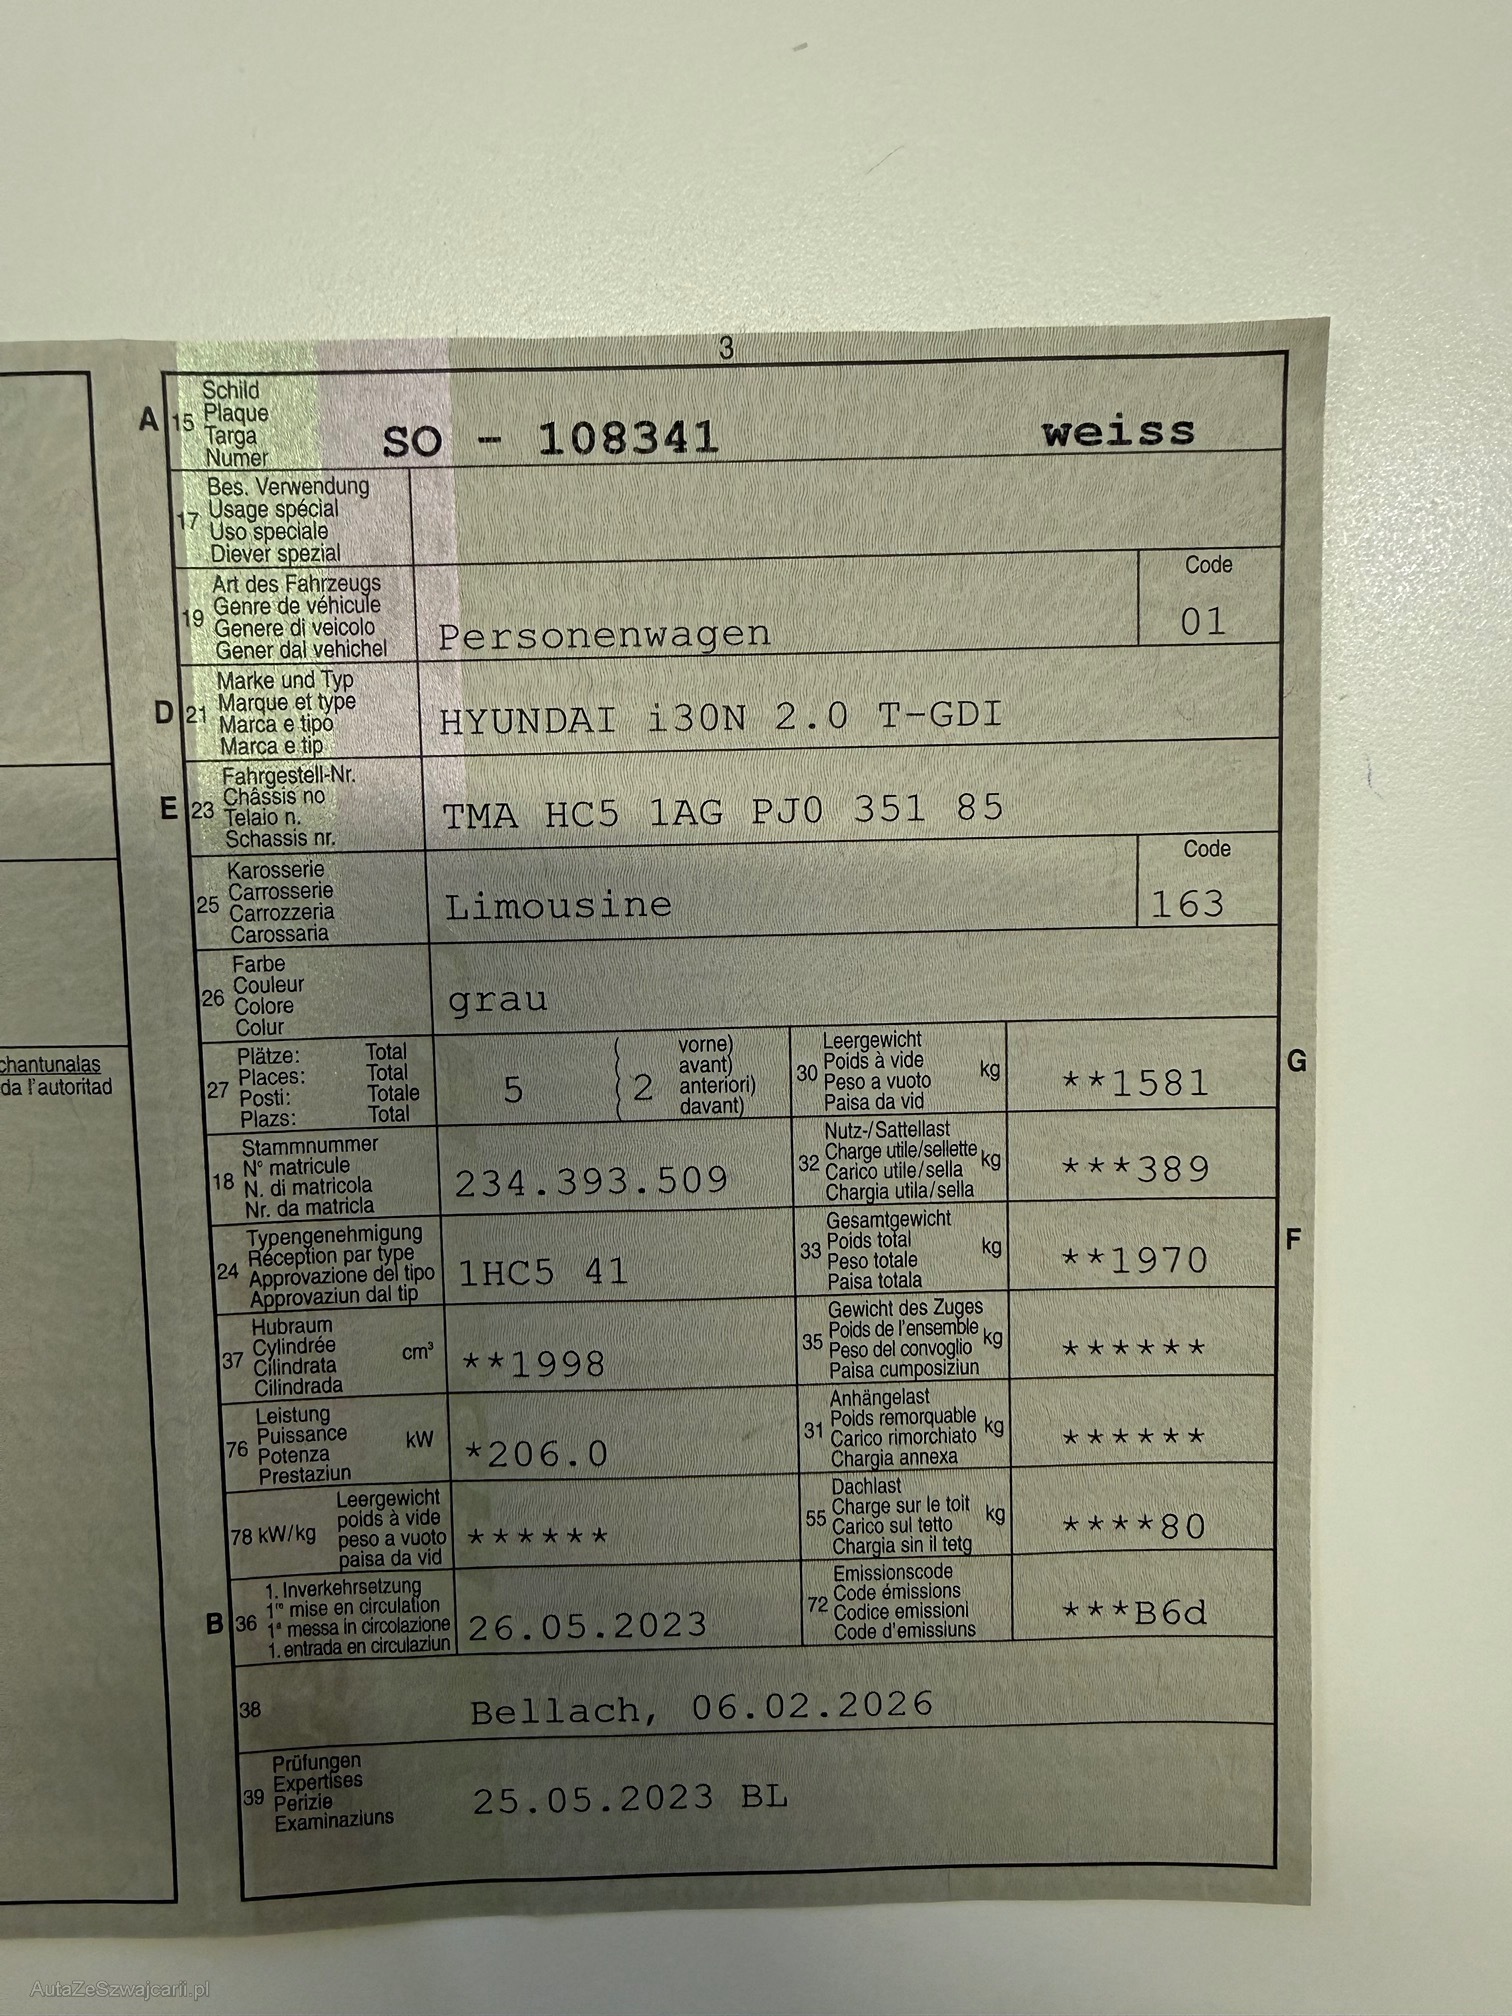 3
A 15 Schild
Plaque
Targa
Numer
SO - 108341 weiss
17 Bes. Verwendung
Usage spécial
Uso speciale
Diever spezial
19 Art des Fahrzeugs
Genre de véhicule
Genere di veicolo
Gener dal vehichel
Personenwagen
Code
01
D 21 Marke und Typ
Marque et type
Marca e tipo
Marca e tip
HYUNDAI i30N 2.0 T-GDI
E 23 Fahrgestell-Nr.
Châssis no
Telaio n.
Schassis nr.
TMA HC5 1AG PJ0 351 85
25 Karosserie
Carrosserie
Carrozzeria
Carossaria
Limousine
Code
163
26 Farbe
Couleur
Colore
Colur
grau
chantunalas
da l'autoritad
27 Plätze: Total
Places: Total
Posti: Totale
Plazs: Total
5
2
vorne)
avant)
anteriori)
davant)
30 Leergewicht
Poids à vide
Peso a vuoto
Paisa da vid
kg
**1581
G
18 Stammnummer
N° matricule
N. di matricola
Nr. da matricla
234.393.509
32 Nutz-/Sattellast
Charge utile/sellette
Carico utile/sella
Chargia utila/sella
kg
***389
24 Typengenehmigung
Réception par type
Approvazione del tipo
Approvaziun dal tip
1HC5 41
33 Gesamtgewicht
Poids total
Peso totale
Paisa totala
kg
**1970
F
37 Hubraum
Cylindrée
Cilindrata
Cilindrada
cm³
**1998
35 Gewicht des Zuges
Poids de l'ensemble
Peso del convoglio
Paisa cumposiziun
kg
******
76 Leistung
Puissance
Potenza
Prestaziun
kW
*206.0
31 Anhängelast
Poids remorquable
Carico rimorchiato
Chargia annexa
kg
******
78 kW/kg
Leergewicht
poids à vide
peso a vuoto
paisa da vid
******
55 Dachlast
Charge sur le toit
Carico sul tetto
Chargia sin il tetg
kg
****80
B 36 1. Inverkehrsetzung
1re mise en circulation
1a messa in circolazione
1. entrada en circulaziun
26.05.2023
72 Emissionscode
Code émissions
Codice emissioni
Code d'emissiuns
***B6d
38
Bellach, 06.02.2026
39 Prüfungen
Expertises
Perizie
Examinaziuns
25.05.2023 BL
AutaZeSzwajcarii.pl